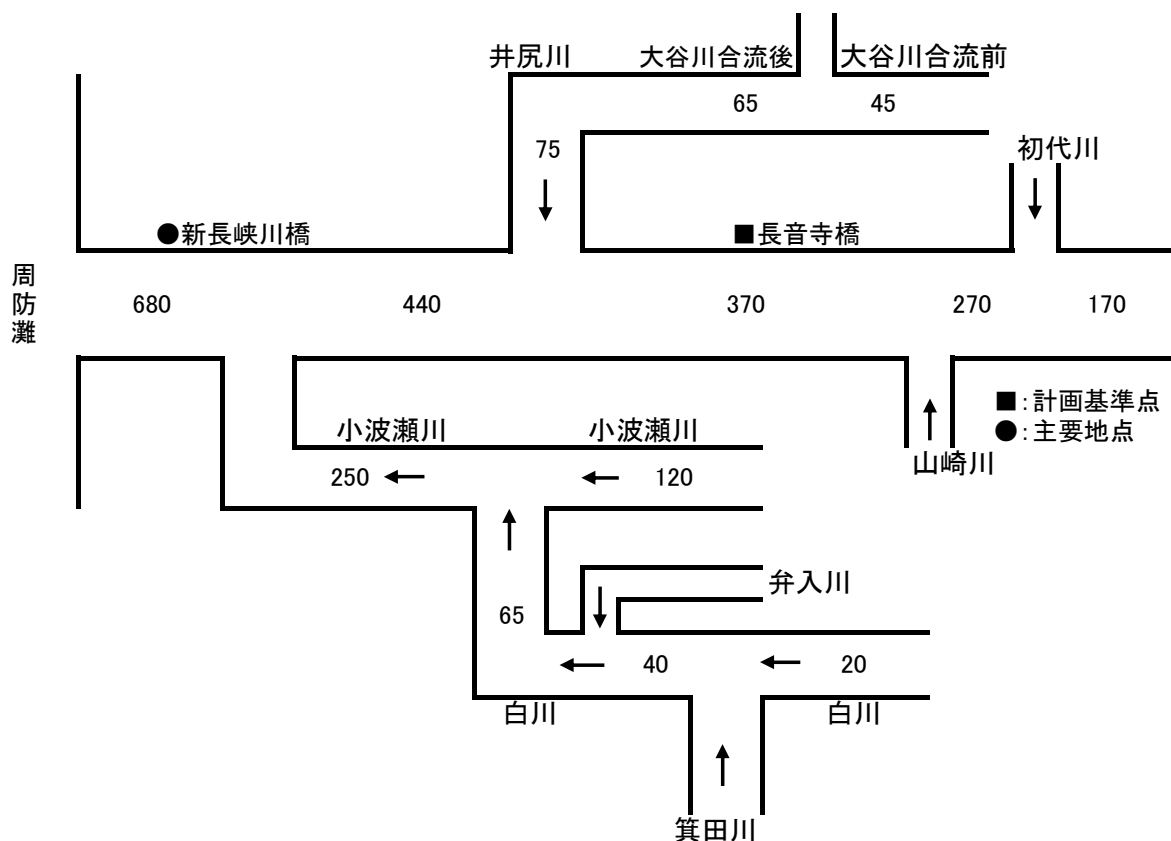 井尻川
大谷川合流後
大谷川合流前
65
45
75
初代川
●新長峡川橋
■長音寺橋
周防灘
680
440
370
270
170
■:計画基準点
●:主要地点
小波瀬川
小波瀬川
山崎川
250
120
弁入川
65
40
20
白川
白川
箕田川